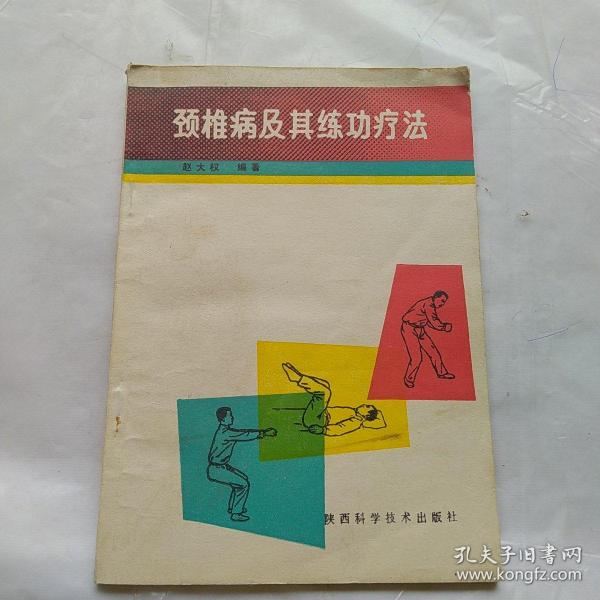 颈椎病及其练功疗法
赵大权 编著
陕西科学技术出版社
孔夫子旧书网
www.kongfz.com